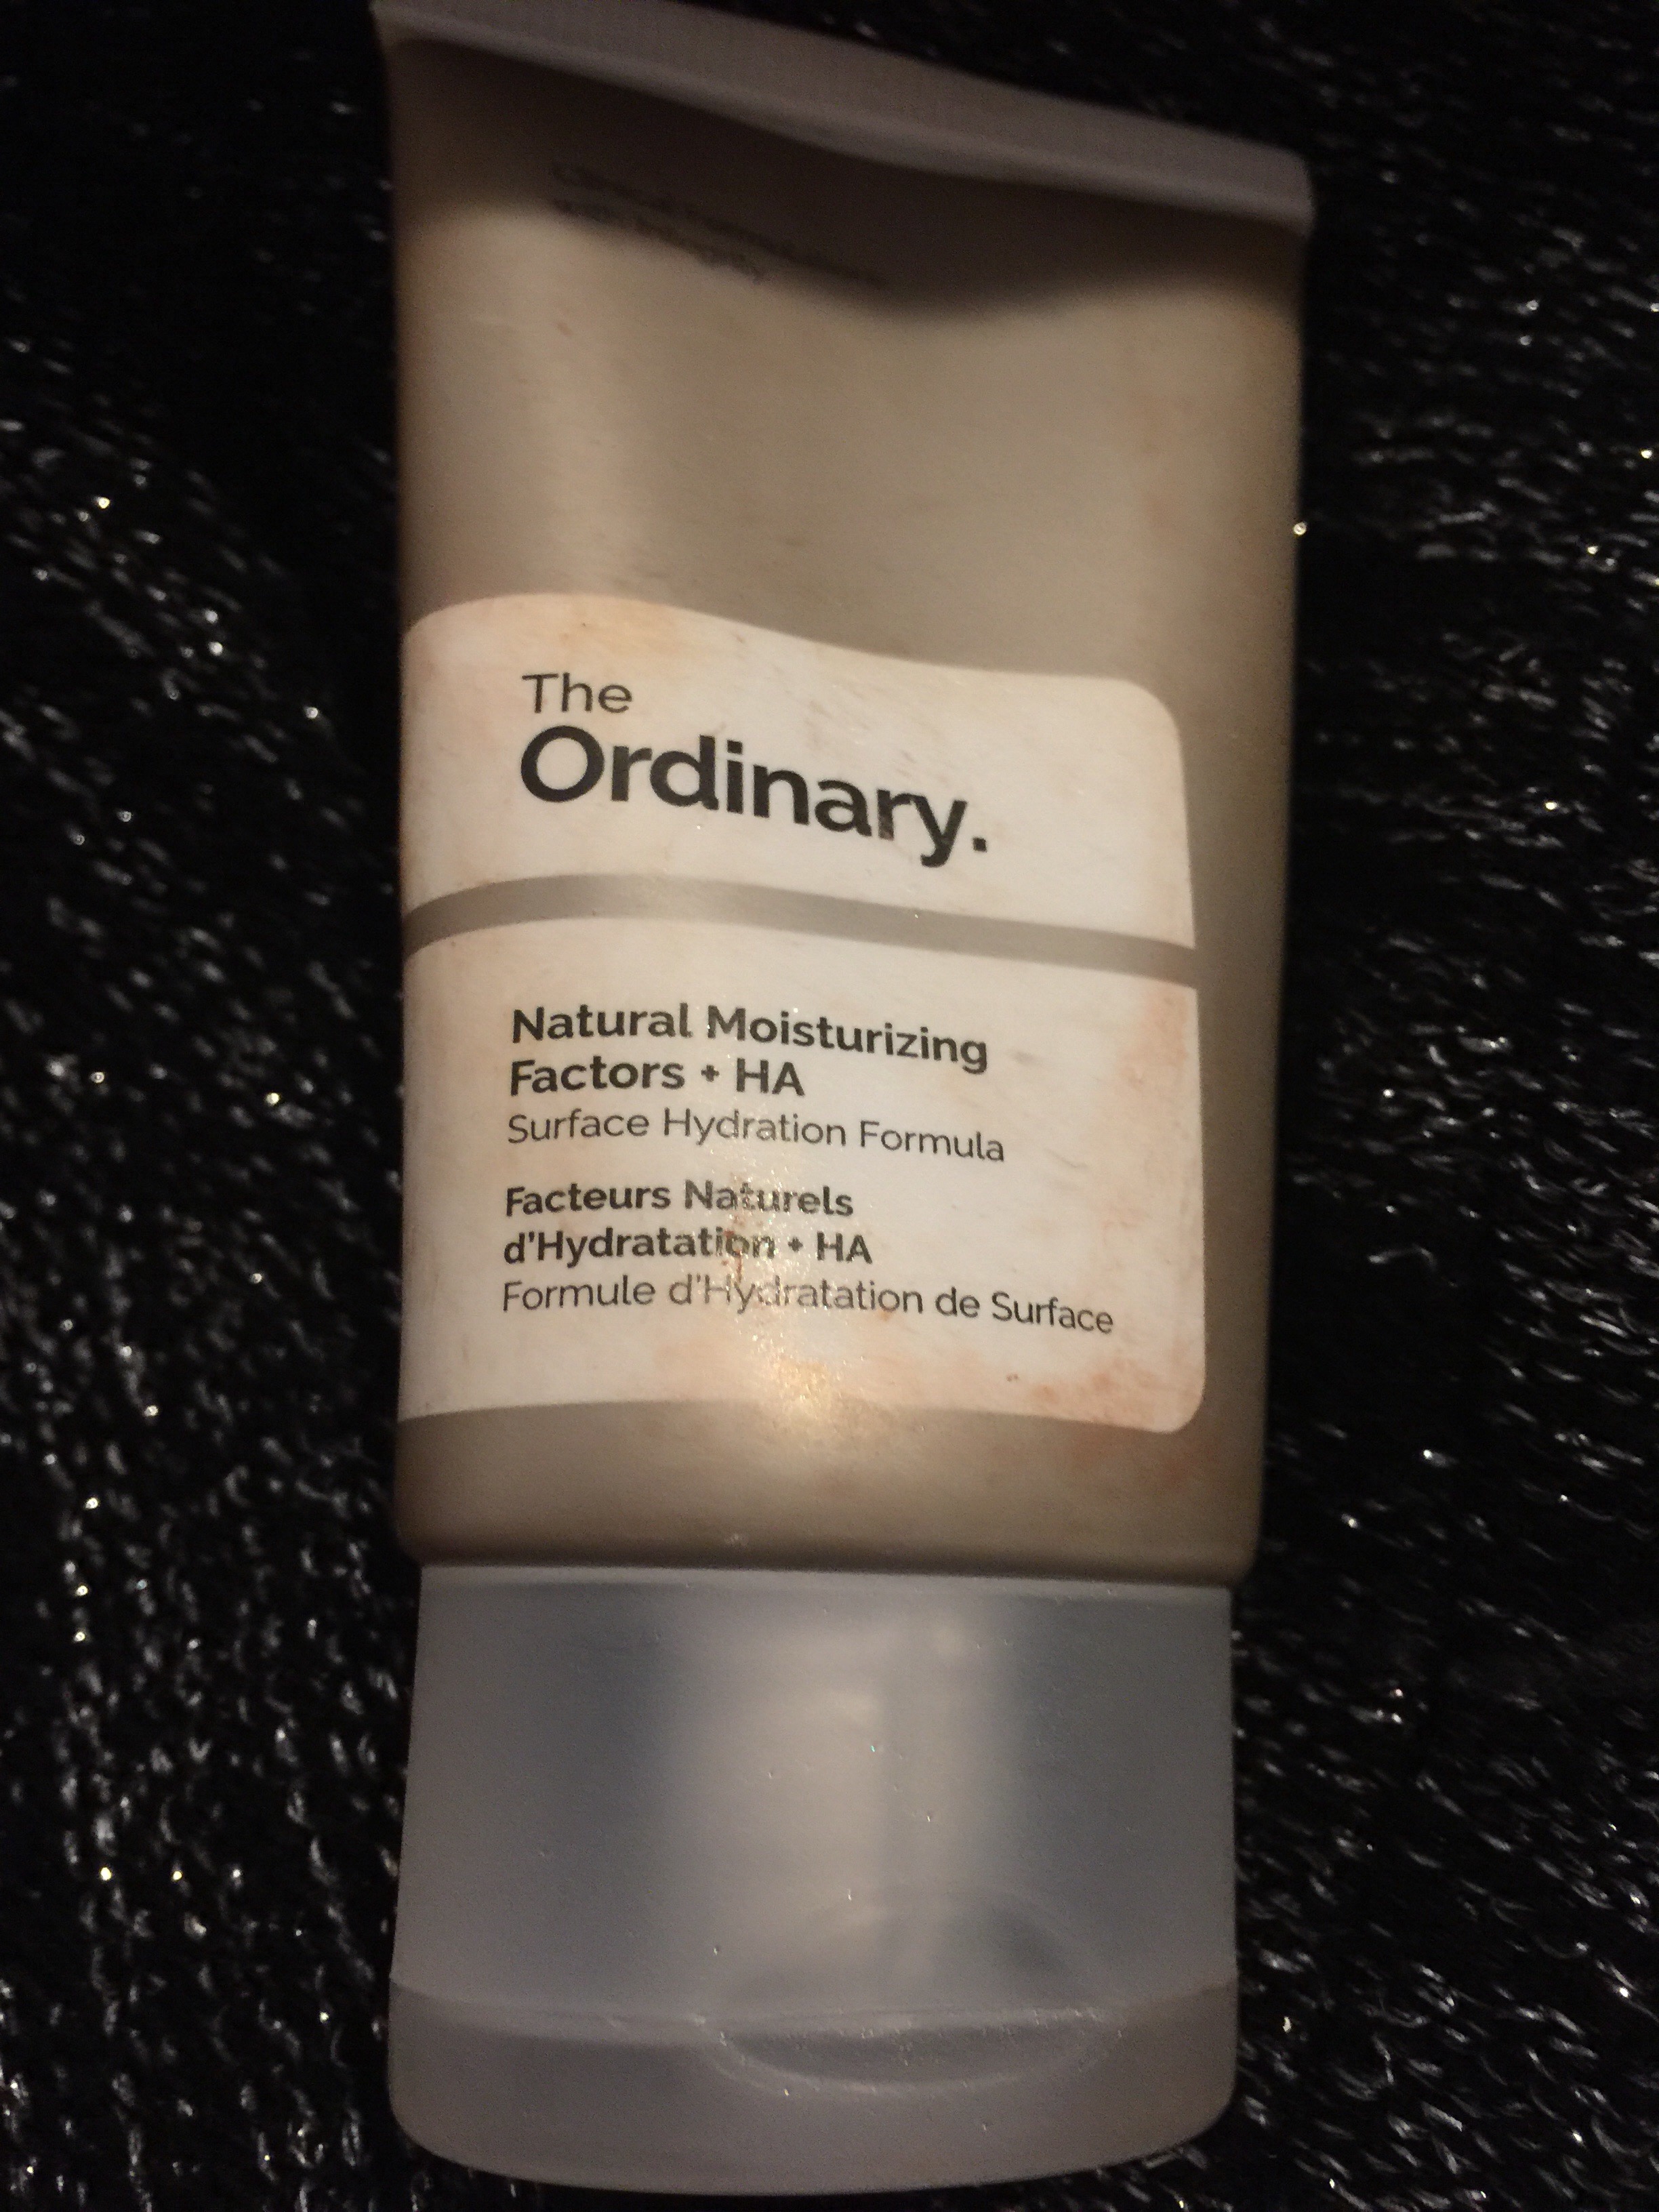 The
Ordinary.
Natural Moisturizing
Factors + HA
Surface Hydration Formula
Facteurs Naturels
d'Hydratation + HA
Formule d'Hydratation de Surface